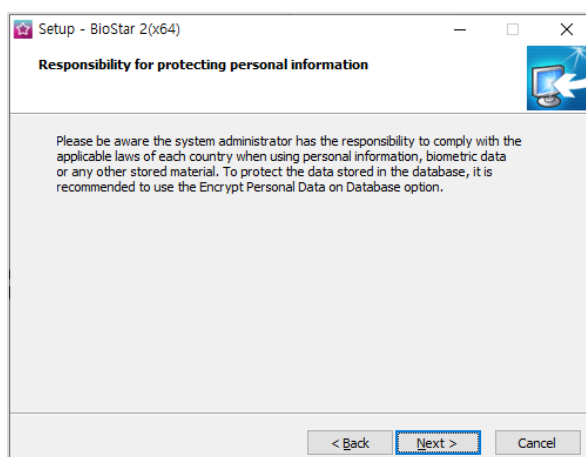 Setup - BioStar 2(x64)
Responsibility for protecting personal information
Please be aware the system administrator has the responsibility to comply with the
applicable laws of each country when using personal information, biometric data
or any other stored material. To protect the data stored in the database, it is
recommended to use the Encrypt Personal Data on Database option.
< Back
Next >
Cancel